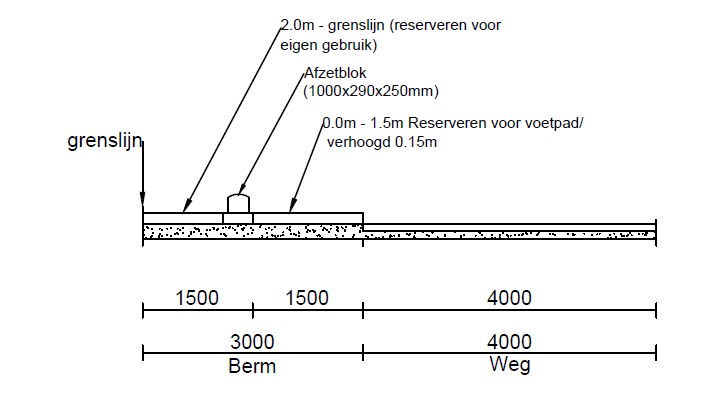 2.0m - grenslijn (reserveren voor
eigen gebruik)
Afzetblok
(1000x290x250mm)
0.0m - 1.5m Reserveren voor voetpad/
verhoogd 0.15m
grenslijn
1500 1500 4000
3000 4000
Berm Weg